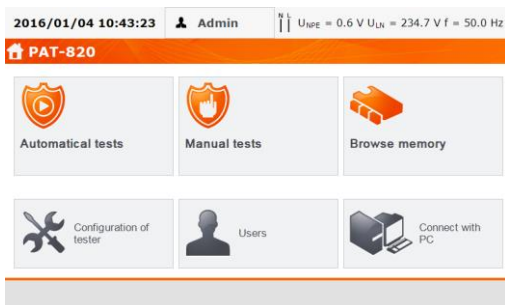 2016/01/04 10:43:23 Admin N L UNPE = 0.6 V ULN = 234.7 V f = 50.0 Hz
PAT-820
Automatical tests Manual tests Browse memory
Configuration of tester Users Connect with PC